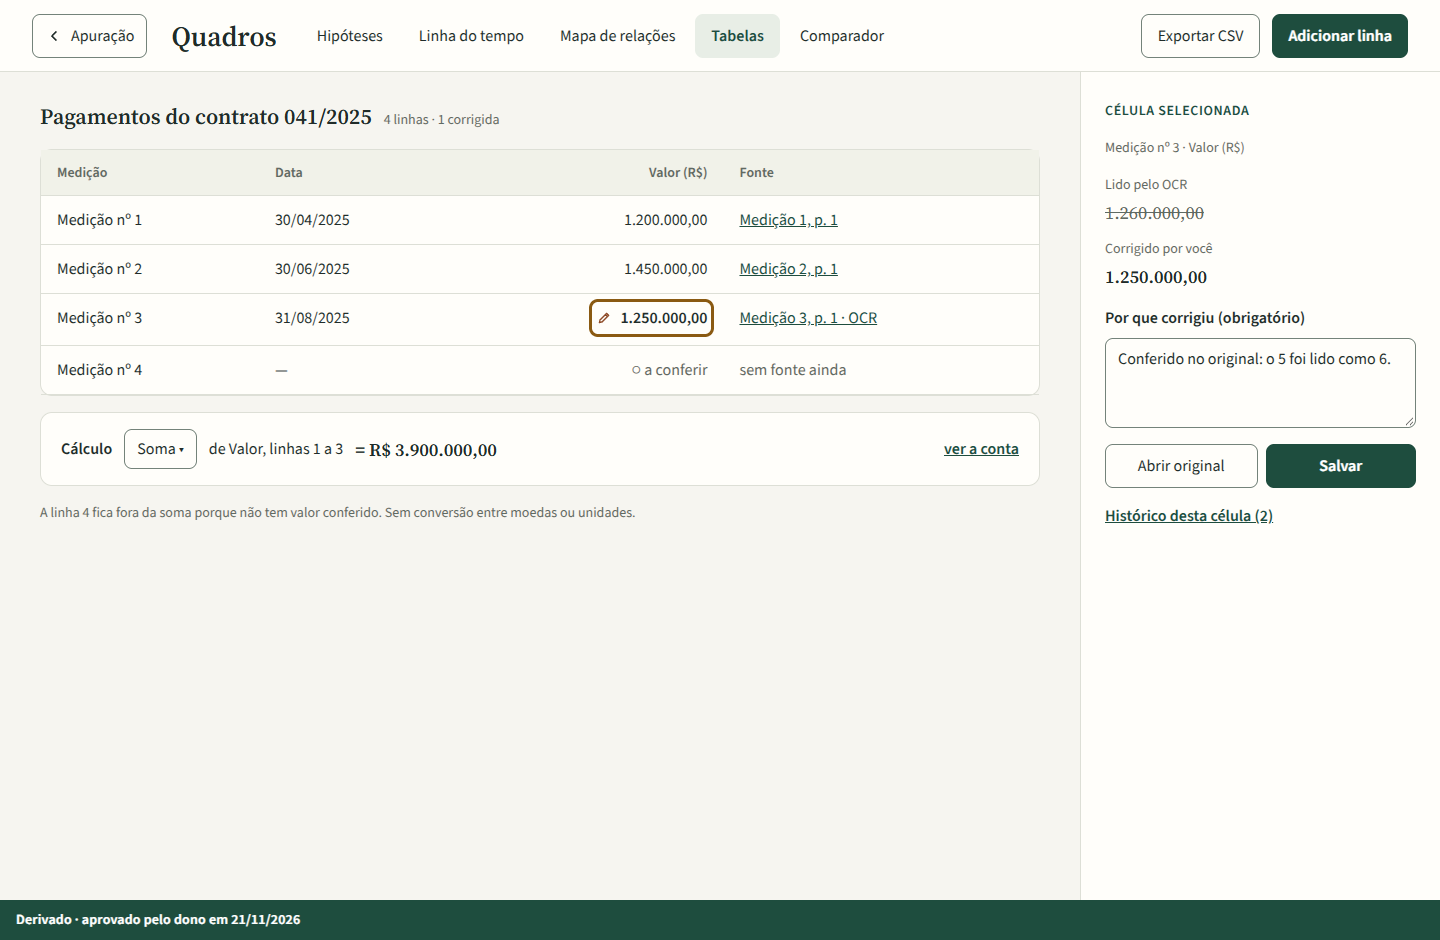 Apuração
Quadros
Hipóteses
Linha do tempo
Mapa de relações
Tabelas
Comparador
Exportar CSV
Adicionar linha
Pagamentos do contrato 041/2025
4 linhas · 1 corrigida
Medição Data Valor (R$) Fonte
Medição nº 1 30/04/2025 1.200.000,00 Medição 1, p. 1
Medição nº 2 30/06/2025 1.450.000,00 Medição 2, p. 1
Medição nº 3 31/08/2025 1.250.000,00 Medição 3, p. 1 · OCR
Medição nº 4 — ○ a conferir sem fonte ainda
Cálculo Soma ▾ de Valor, linhas 1 a 3 = R$ 3.900.000,00 ver a conta
A linha 4 fica fora da soma porque não tem valor conferido. Sem conversão entre moedas ou unidades.
CÉLULA SELECIONADA
Medição nº 3 · Valor (R$)
Lido pelo OCR
1.260.000,00
Corrigido por você
1.250.000,00
Por que corrigiu (obrigatório)
Conferido no original: o 5 foi lido como 6.
Abrir original
Salvar
Histórico desta célula (2)
Derivado · aprovado pelo dono em 21/11/2026